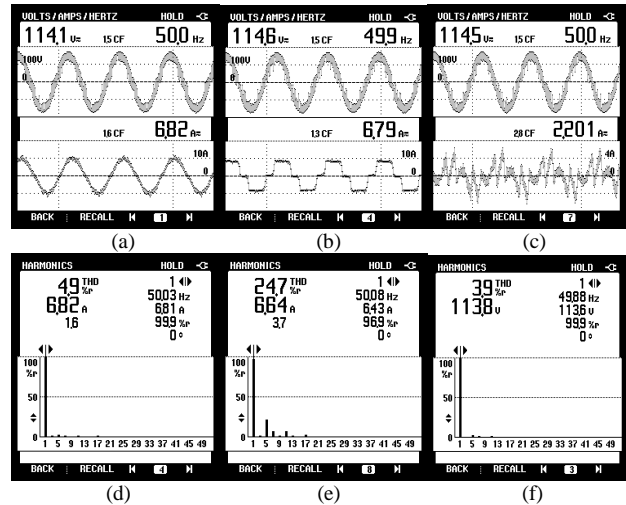 VOLTS/AMPS/HERTZ HOLD
114.1 V≂ 1.5 CF 50.0 Hz
100V
0
1.6 CF 6.82 A≂
10A
0
BACK RECALL 1
(a)
VOLTS/AMPS/HERTZ HOLD
114.6 V≂ 1.5 CF 49.9 Hz
100V
0
1.3 CF 6.79 A≂
10A
0
BACK RECALL 4
(b)
VOLTS/AMPS/HERTZ HOLD
114.5 V≂ 1.5 CF 50.0 Hz
100V
0
2.8 CF 2.201 A≂
4A
0
BACK RECALL 7
(c)
HARMONICS HOLD
4.9 THD %r 1
50.03 Hz
6.82 A 6.81 A
1.6 99.9 %r
0 °
100
%r
50
0
1 5 9 13 17 21 25 29 33 37 41 45 49
BACK RECALL 4
(d)
HARMONICS HOLD
24.7 THD %r 1
50.08 Hz
6.64 A 6.43 A
3.7 96.9 %r
0 °
100
%r
50
0
1 5 9 13 17 21 25 29 33 37 41 45 49
BACK RECALL 8
(e)
HARMONICS HOLD
3.9 THD %r 1
49.88 Hz
113.8 V 113.6 V
99.9 %r
0 °
100
%r
50
0
1 5 9 13 17 21 25 29 33 37 41 45 49
BACK RECALL 3
(f)